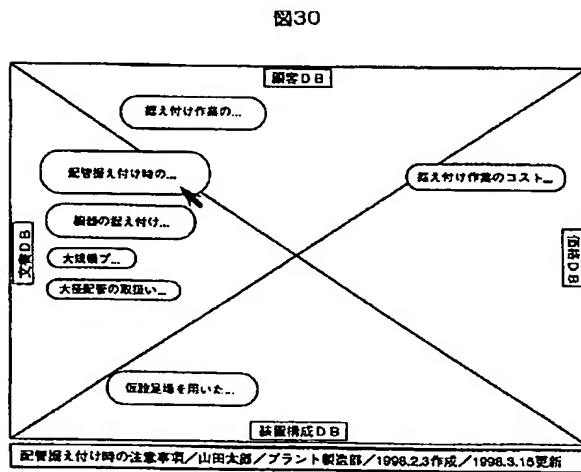 図30
顧客DB
据え付け作業の...
配管据え付け時の...
据え付け作業のコスト...
機器の据え付け...
文書DB
価格DB
大規模プ...
大径配管の取扱い...
仮設足場を用いた...
装置構成DB
配管据え付け時の注意事項／山田太郎／プラント製造部／1998.2.3作成／1998.3.15更新